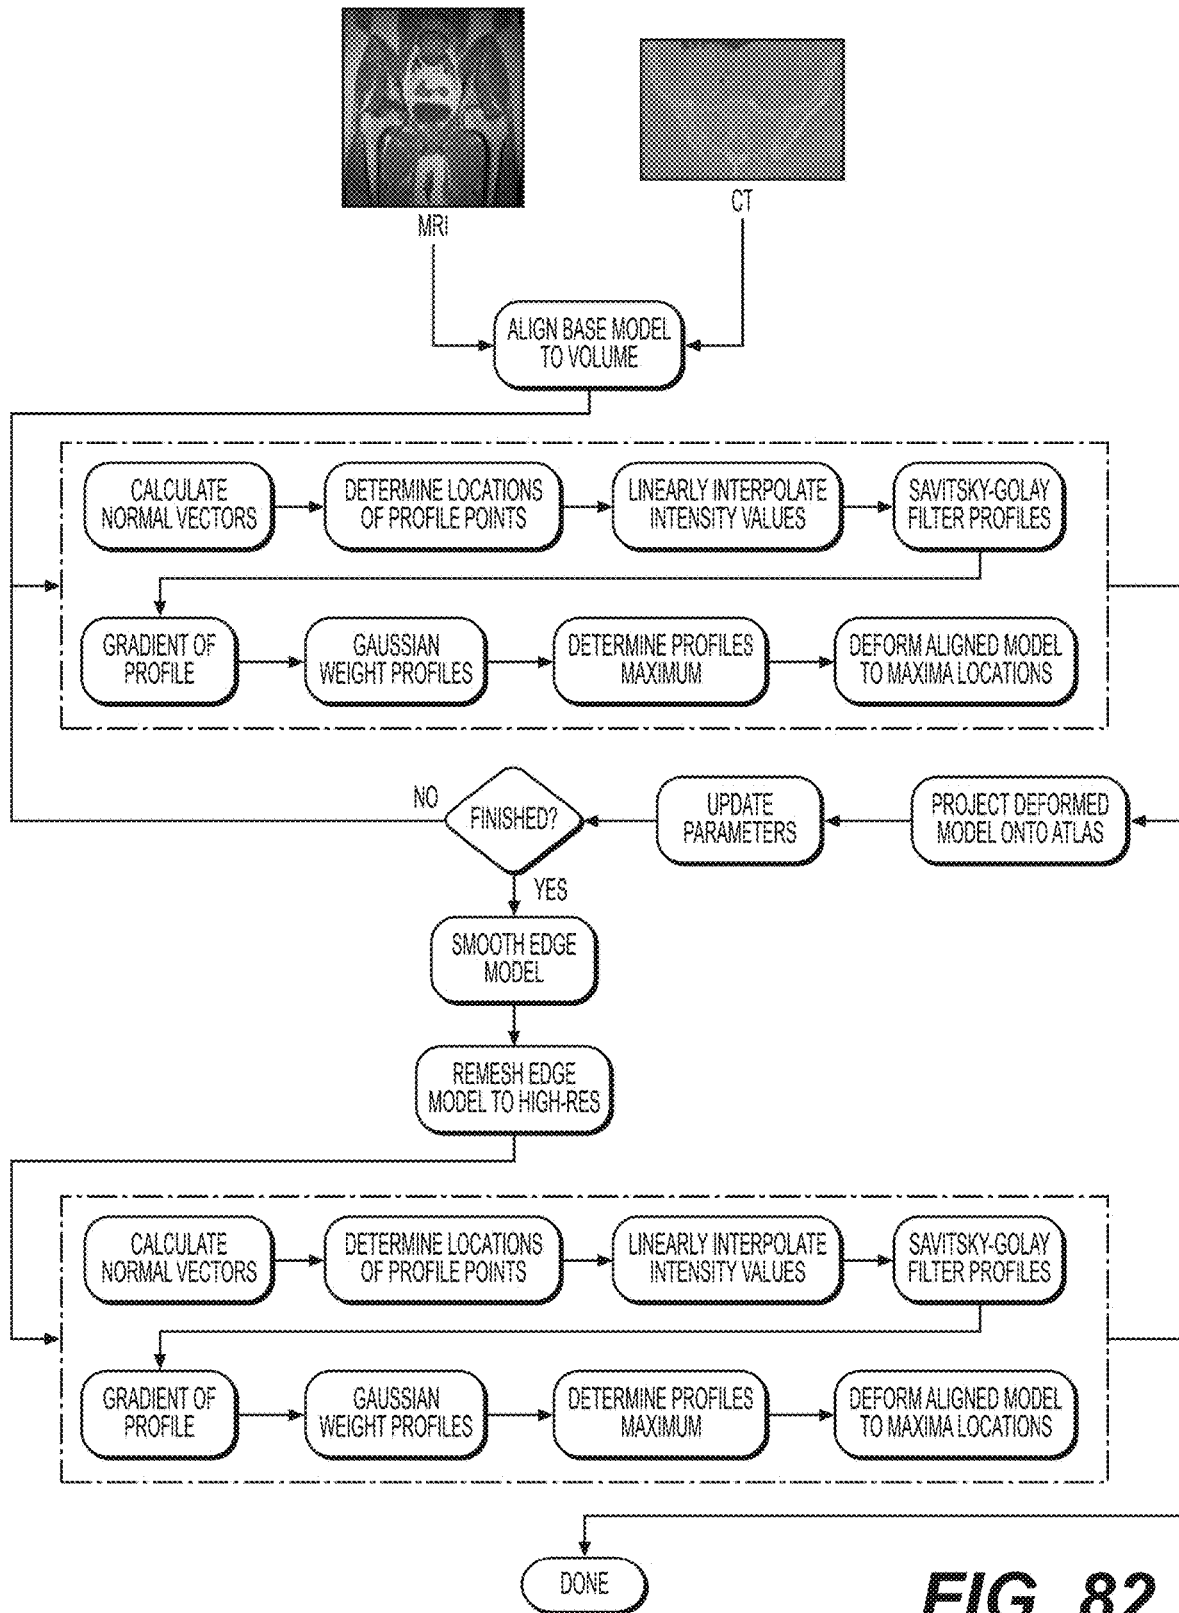 MRI
CT
ALIGN BASE MODEL
TO VOLUME
CALCULATE
NORMAL VECTORS
DETERMINE LOCATIONS
OF PROFILE POINTS
LINEARLY INTERPOLATE
INTENSITY VALUES
SAVITSKY-GOLAY
FILTER PROFILES
GRADIENT OF
PROFILE
GAUSSIAN
WEIGHT PROFILES
DETERMINE PROFILES
MAXIMUM
DEFORM ALIGNED MODEL
TO MAXIMA LOCATIONS
PROJECT DEFORMED
MODEL ONTO ATLAS
UPDATE
PARAMETERS
FINISHED?
NO
YES
SMOOTH EDGE
MODEL
REMESH EDGE
MODEL TO HIGH-RES
CALCULATE
NORMAL VECTORS
DETERMINE LOCATIONS
OF PROFILE POINTS
LINEARLY INTERPOLATE
INTENSITY VALUES
SAVITSKY-GOLAY
FILTER PROFILES
GRADIENT OF
PROFILE
GAUSSIAN
WEIGHT PROFILES
DETERMINE PROFILES
MAXIMUM
DEFORM ALIGNED MODEL
TO MAXIMA LOCATIONS
DONE
FIG. 82